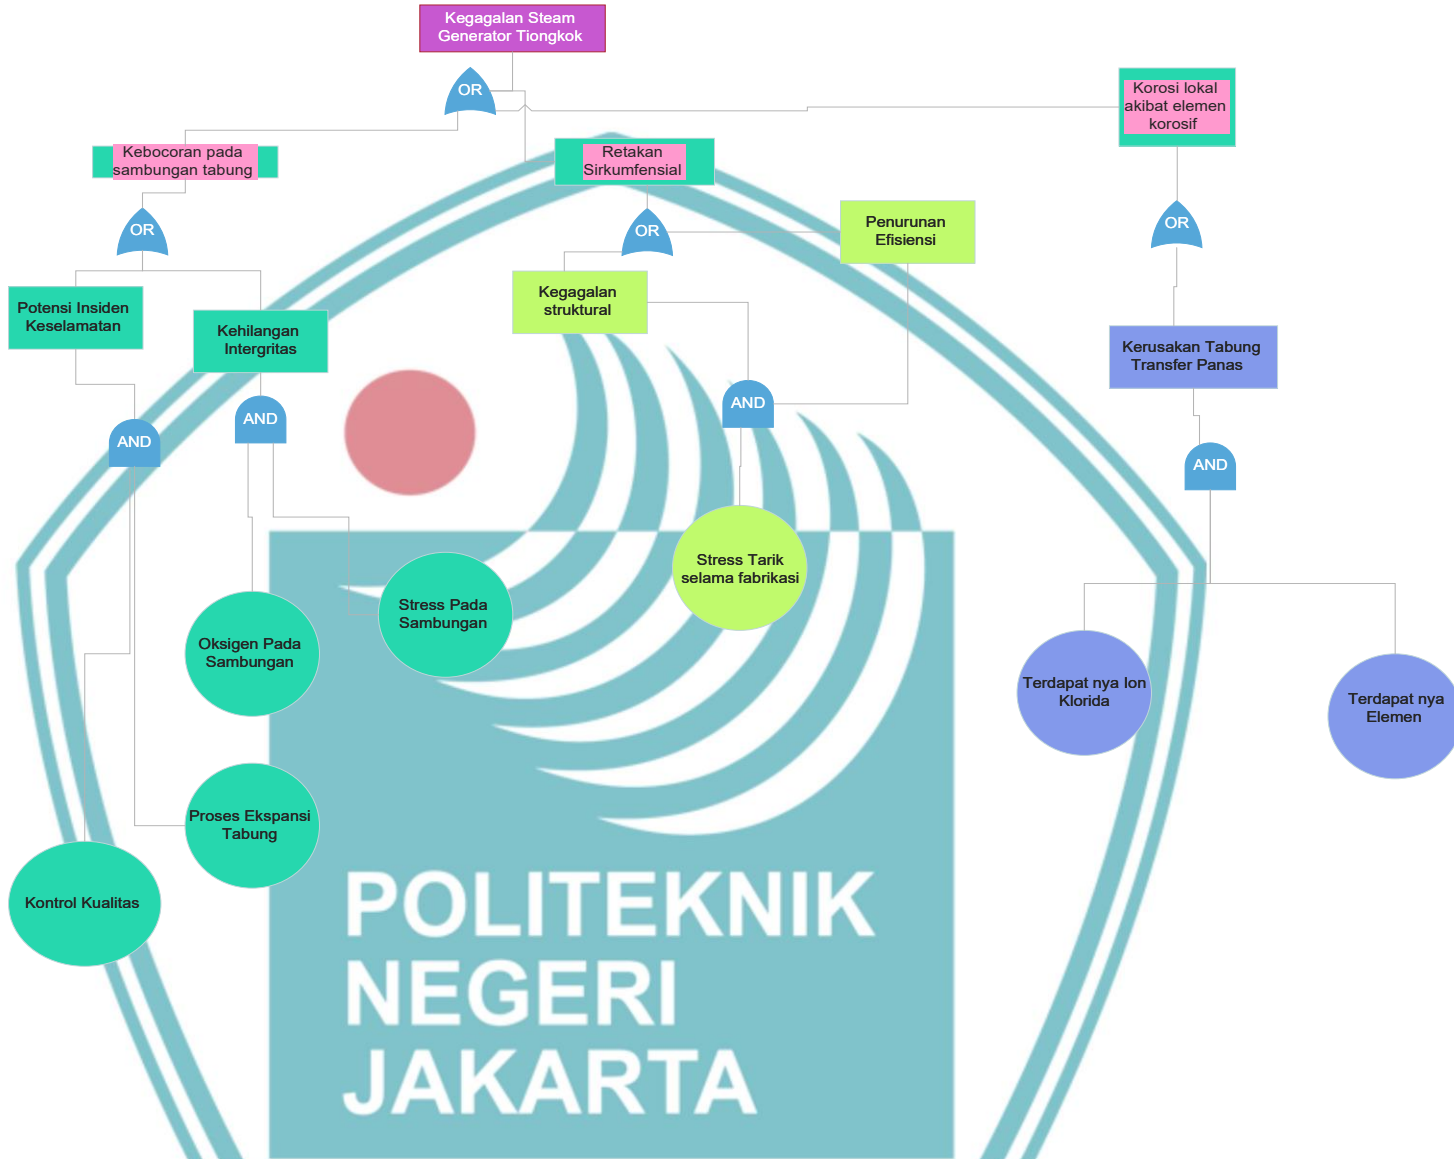 Kegagalan Steam
Generator Tiongkok
OR
Korosi lokal
akibat elemen
korosif
Kebocoran pada
sambungan tabung
Retakan
Sirkumfensial
OR
OR
Penurunan
Efisiensi
OR
Potensi Insiden
Keselamatan
Kehilangan
Intergritas
Kegagalan
struktural
Kerusakan Tabung
Transfer Panas
AND
AND
AND
AND
Stress Tarik
selama fabrikasi
Stress Pada
Sambungan
Oksigen Pada
Sambungan
Terdapat nya Ion
Klorida
Terdapat nya
Elemen
Proses Ekspansi
Tabung
Kontrol Kualitas
POLITEKNIK
NEGERI
JAKARTA